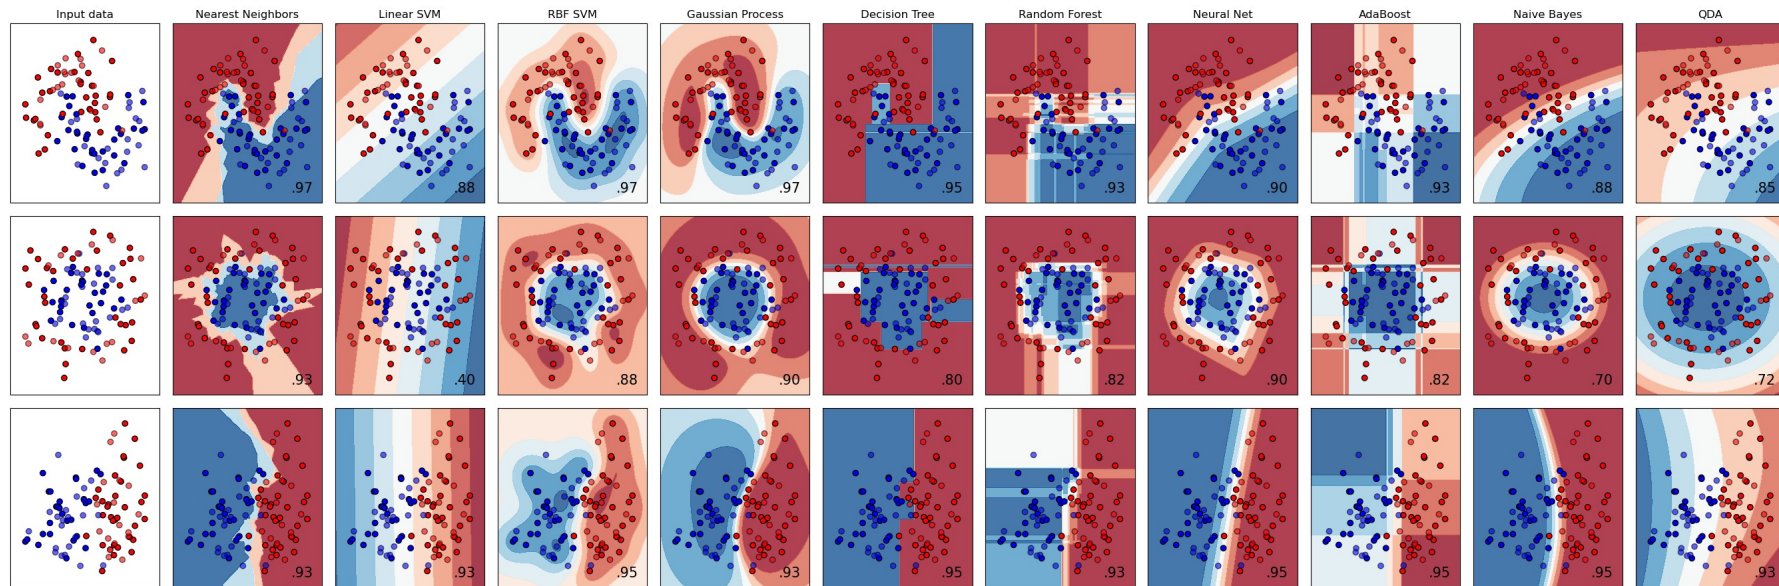 Input data Nearest Neighbors Linear SVM RBF SVM Gaussian Process Decision Tree Random Forest Neural Net AdaBoost Naive Bayes QDA
.97 .88 .97 .97 .95 .93 .90 .93 .88 .85
.93 .40 .88 .90 .80 .82 .90 .82 .70 .72
.93 .93 .95 .93 .95 .93 .95 .95 .95 .93